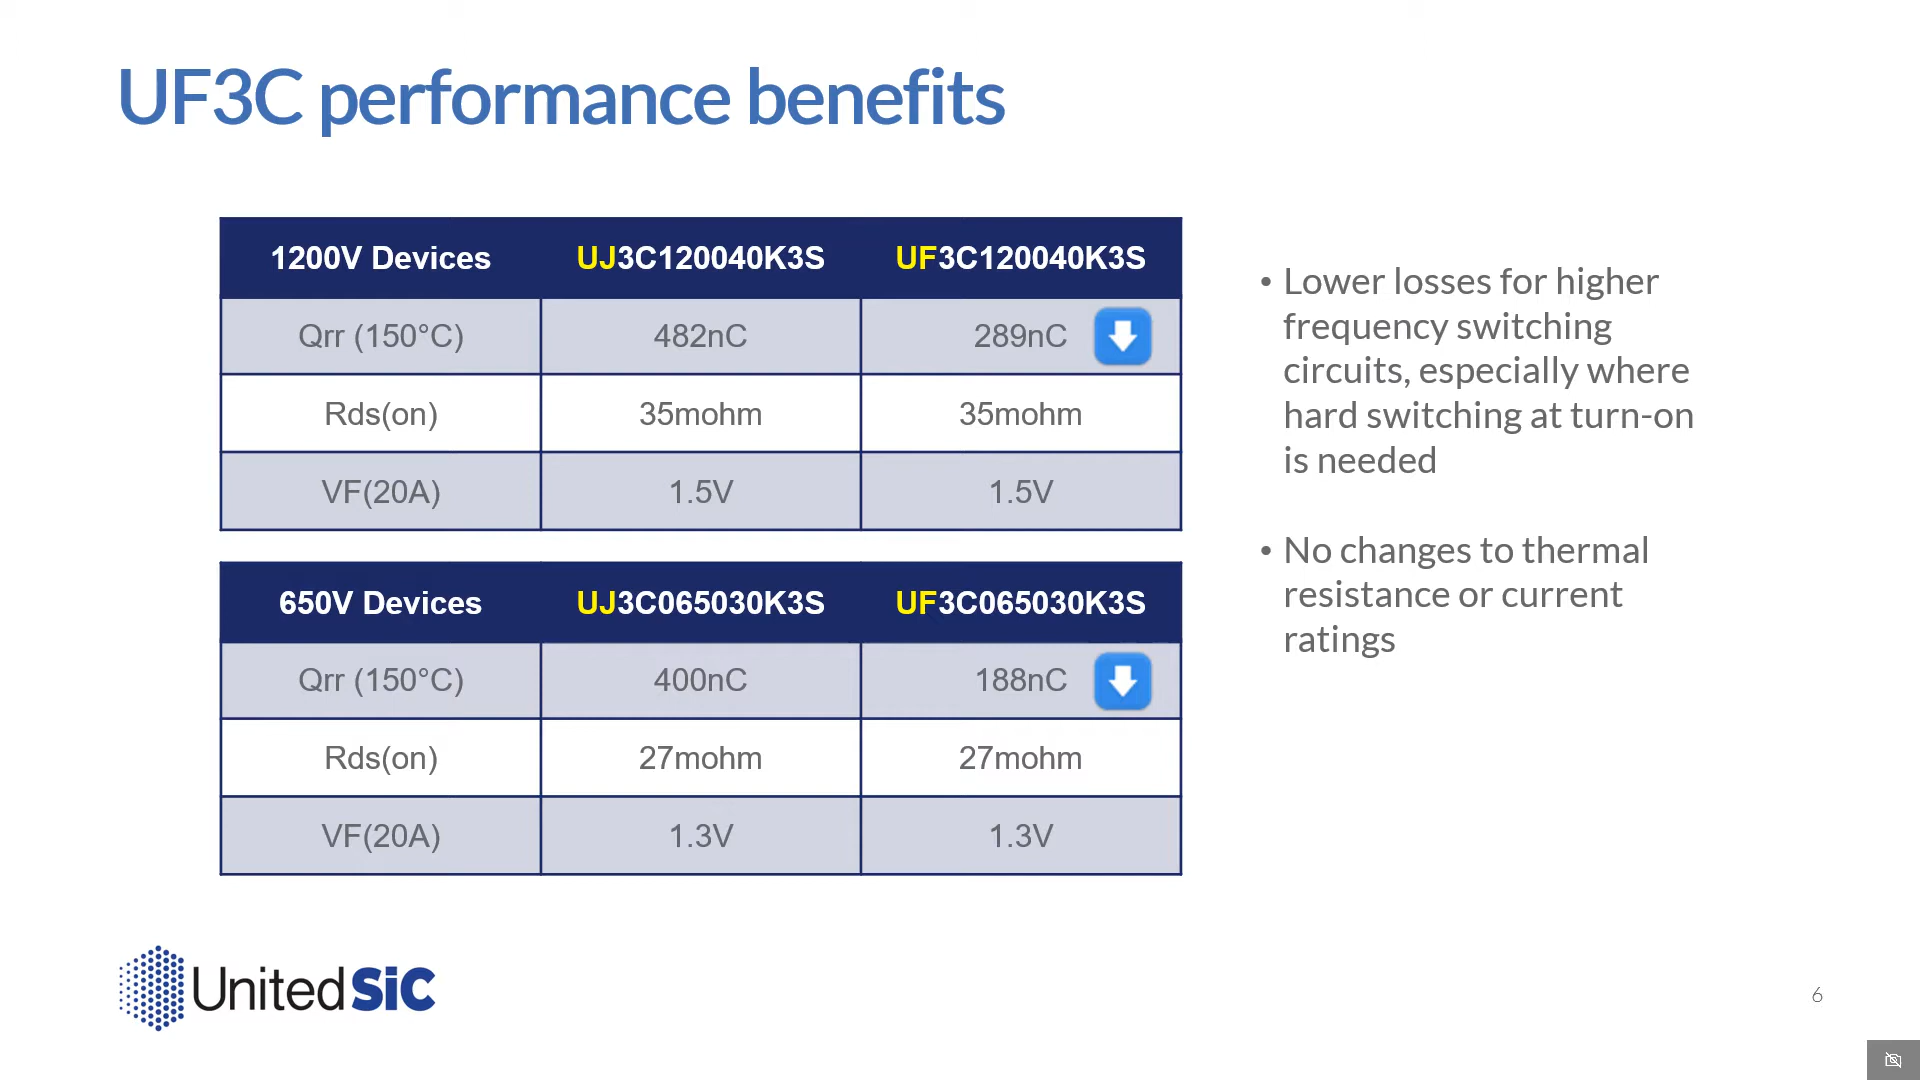 UF3C performance benefits
1200V Devices UJ3C120040K3S UF3C120040K3S
Qrr (150°C) 482nC 289nC
Rds(on) 35mohm 35mohm
VF(20A) 1.5V 1.5V
650V Devices UJ3C065030K3S UF3C065030K3S
Qrr (150°C) 400nC 188nC
Rds(on) 27mohm 27mohm
VF(20A) 1.3V 1.3V
• Lower losses for higher
frequency switching
circuits, especially where
hard switching at turn-on
is needed
• No changes to thermal
resistance or current
ratings
United SiC
6